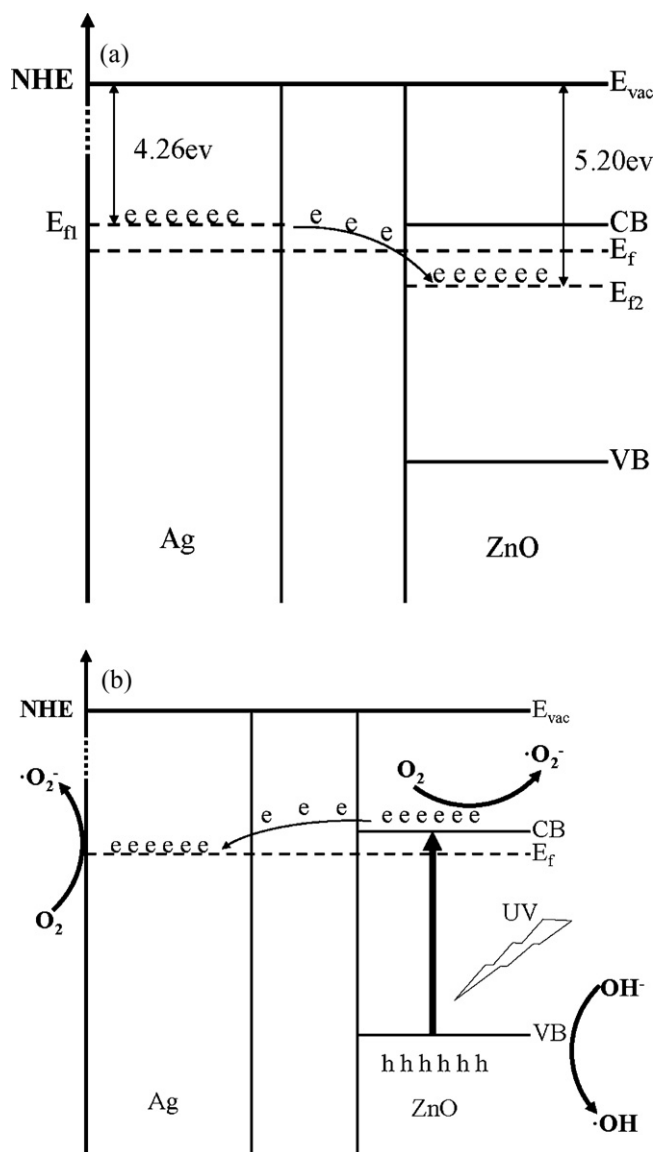 (a)
NHE
E_vac
4.26ev
5.20ev
e e e e e e
e e e
E_f1
CB
E_f
e e e e e e
E_f2
VB
Ag
ZnO
(b)
NHE
E_vac
·O₂⁻
O₂
·O₂⁻
e e e
e e e e e e
CB
e e e e e e
E_f
O₂
UV
OH⁻
VB
h h h h h h
Ag
ZnO
·OH